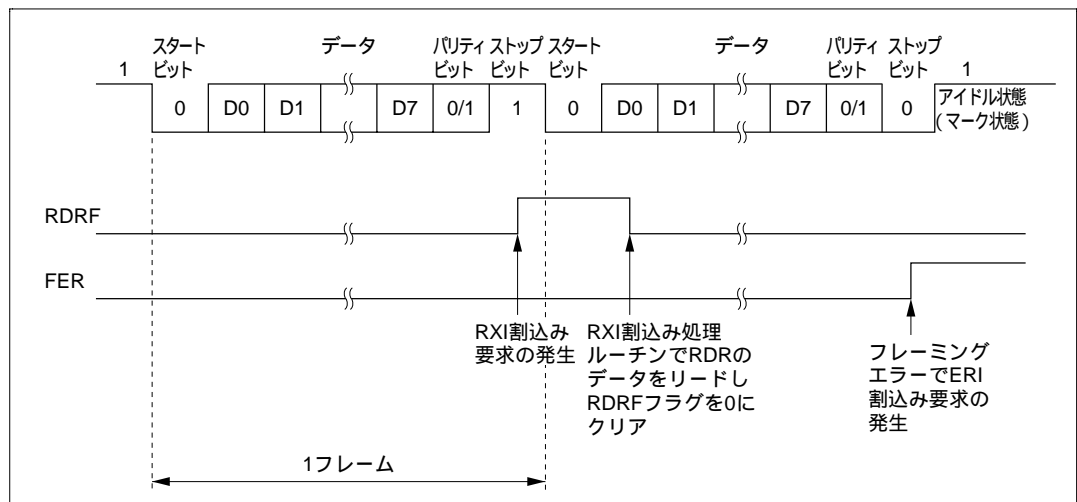 スタート
ビット
データ
パリティ
ビット
ストップ
ビット
スタート
ビット
データ
パリティ
ビット
ストップ
ビット
1
0 D0 D1 D7 0/1 1 0 D0 D1 D7 0/1 0
1
アイドル状態
(マーク状態)
RDRF
FER
RXI割込み
要求の発生
RXI割込み処理
ルーチンでRDRの
データをリードし
RDRFフラグを0に
クリア
フレーミング
エラーでERI
割込み要求の
発生
1フレーム